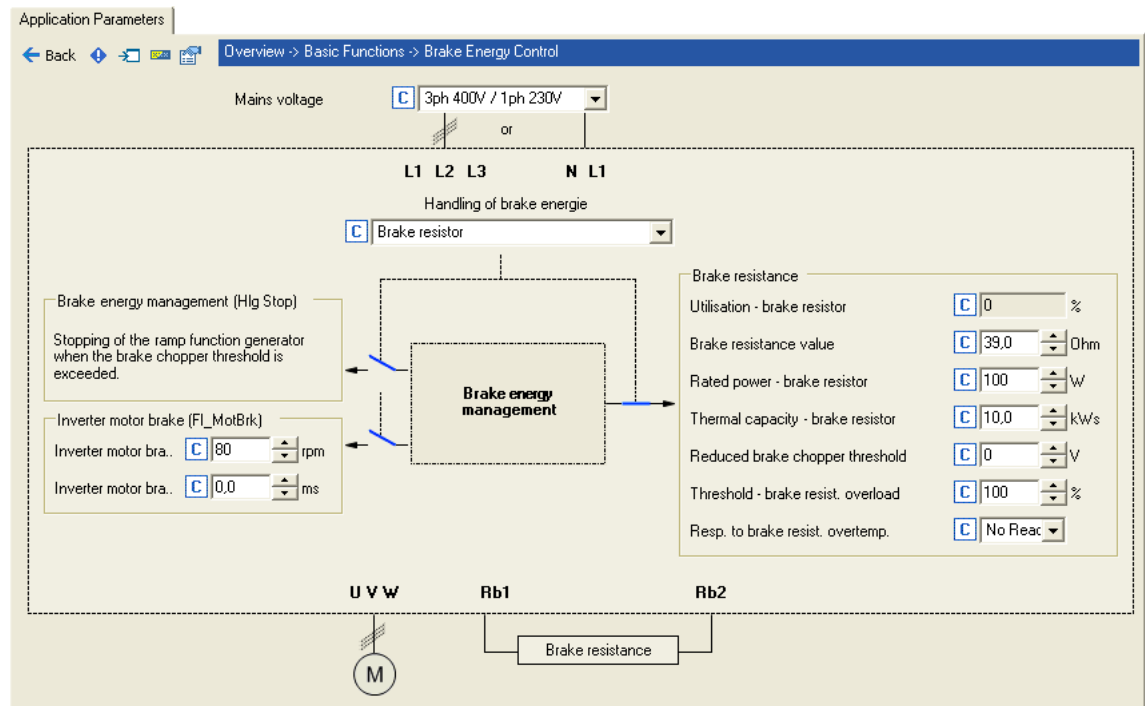 Application Parameters
Back
Overview -> Basic Functions -> Brake Energy Control
Mains voltage
C 3ph 400V / 1ph 230V
or
L1 L2 L3 N L1
Handling of brake energie
C Brake resistor
Brake energy management (Hlg Stop)
Stopping of the ramp function generator
when the brake chopper threshold is
exceeded.
Inverter motor brake (FI_MotBrk)
Inverter motor bra.. C 80 rpm
Inverter motor bra.. C 0,0 ms
Brake energy
management
Brake resistance
Utilisation - brake resistor C 0 %
Brake resistance value C 39,0 Ohm
Rated power - brake resistor C 100 W
Thermal capacity - brake resistor C 10,0 kWs
Reduced brake chopper threshold C 0 V
Threshold - brake resist. overload C 100 %
Resp. to brake resist. overtemp. C No Reac
U V W Rb1 Rb2
Brake resistance
M